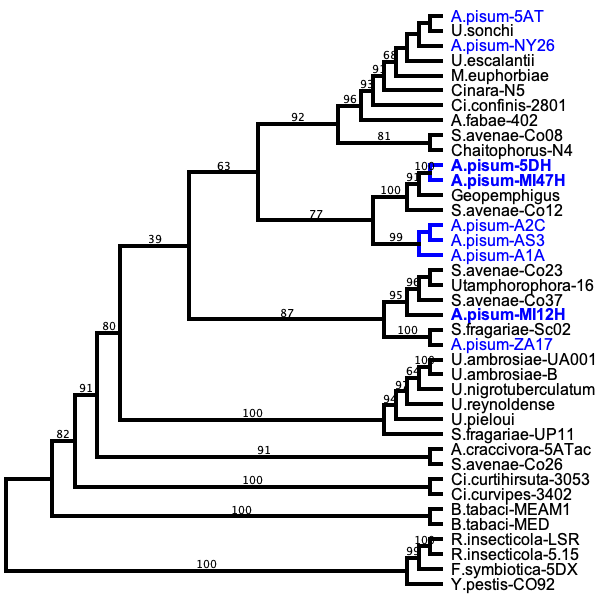 A.pisum-5AT
U.sonchi
A.pisum-NY26
U.escalantii
68
M.euphorbiae
93
Cinara-N5
96
Ci.confinis-2801
92
A.fabae-402
81
S.avenae-Co08
Chaitophorus-N4
63
100
A.pisum-5DH
91
A.pisum-MI47H
100
Geopemphigus
77
S.avenae-Co12
A.pisum-A2C
39
99
A.pisum-AS3
A.pisum-A1A
S.avenae-Co23
96
Utamphorophora-16
95
S.avenae-Co37
87
A.pisum-MI12H
80
100
S.fragariae-Sc02
A.pisum-ZA17
100
U.ambrosiae-UA001
64
U.ambrosiae-B
91
U.nigrotuberculatum
94
U.reynoldense
100
U.pieloui
82
S.fragariae-UP11
91
A.craccivora-5ATac
S.avenae-Co26
100
Ci.curtihirsuta-3053
Ci.curvipes-3402
100
B.tabaci-MEAM1
B.tabaci-MED
100
R.insecticola-LSR
99
R.insecticola-5.15
100
F.symbiotica-5DX
Y.pestis-CO92